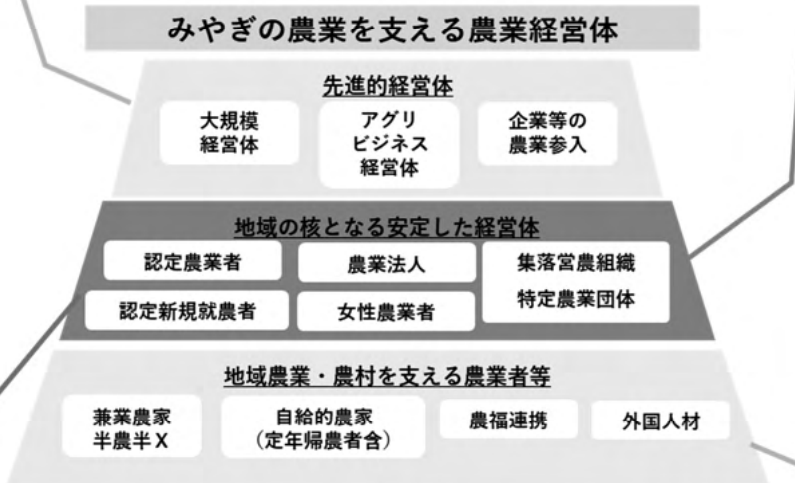 みやぎの農業を支える農業経営体
先進的経営体
大規模
経営体
アグリ
ビジネス
経営体
企業等の
農業参入
地域の核となる安定した経営体
認定農業者
農業法人
集落営農組織
特定農業団体
認定新規就農者
女性農業者
地域農業・農村を支える農業者等
兼業農家
半農半X
自給的農家
（定年帰農者含）
農福連携
外国人材